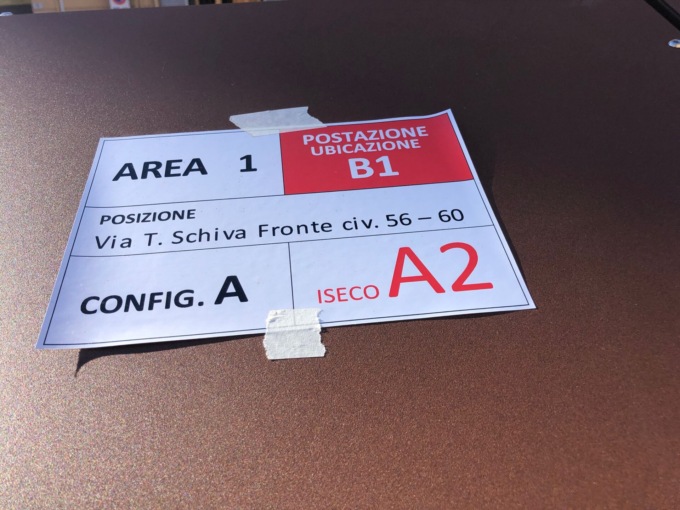 AREA 1
POSTAZIONE
UBICAZIONE
B1
POSIZIONE
Via T. Schiva Fronte civ. 56 – 60
CONFIG. A
ISECO A2